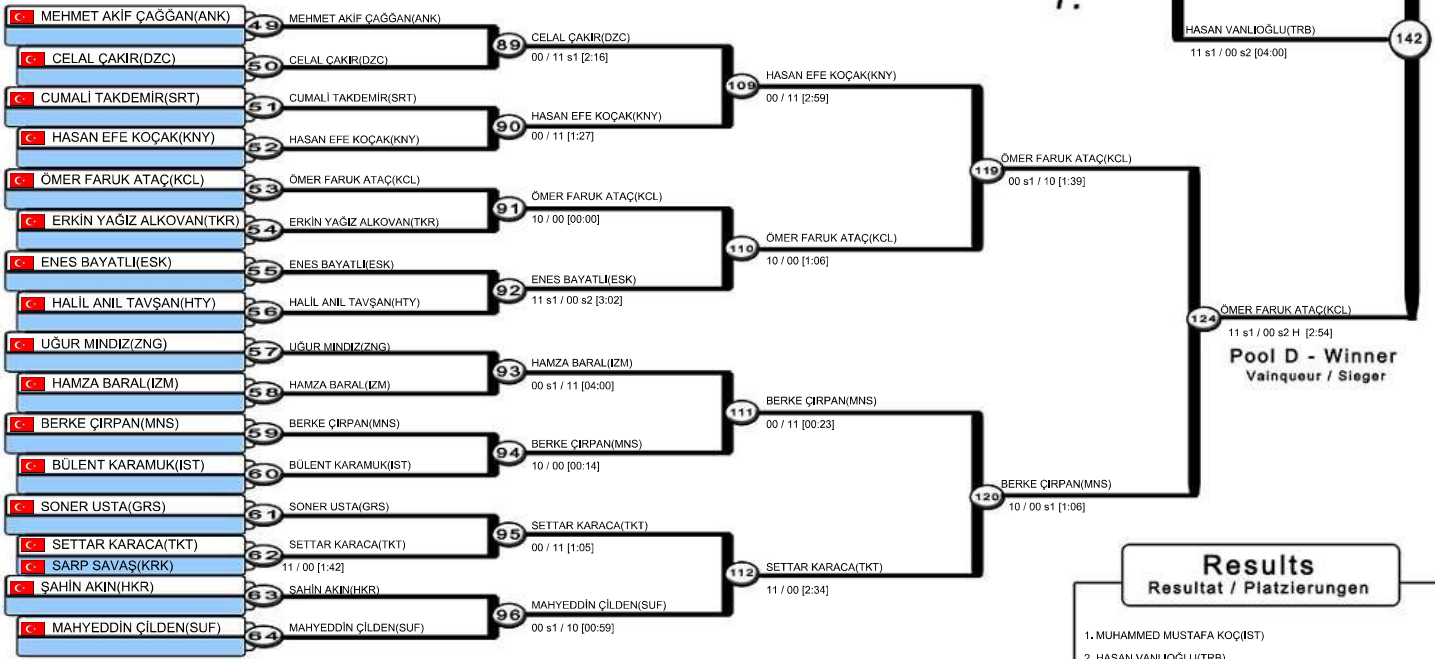 MEHMET AKİF ÇAĞĞAN(ANK)
CELAL ÇAKIR(DZC)
CUMALİ TAKDEMİR(SRT)
HASAN EFE KOÇAK(KNY)
ÖMER FARUK ATAÇ(KCL)
ERKİN YAĞIZ ALKOVAN(TKR)
ENES BAYATLI(ESK)
HALİL ANIL TAVŞAN(HTY)
UĞUR MINDIZ(ZNG)
HAMZA BARAL(IZM)
BERKE ÇIRPAN(MNS)
BÜLENT KARAMUK(IST)
SONER USTA(GRS)
SETTAR KARACA(TKT)
SARP SAVAŞ(KRK)
ŞAHİN AKIN(HKR)
MAHYEDDİN ÇİLDEN(SUF)
49 MEHMET AKİF ÇAĞĞAN(ANK)
50 CELAL ÇAKIR(DZC)
51 CUMALİ TAKDEMİR(SRT)
52 HASAN EFE KOÇAK(KNY)
53 ÖMER FARUK ATAÇ(KCL)
54 ERKİN YAĞIZ ALKOVAN(TKR)
55 ENES BAYATLI(ESK)
56 HALİL ANIL TAVŞAN(HTY)
57 UĞUR MINDIZ(ZNG)
58 HAMZA BARAL(IZM)
59 BERKE ÇIRPAN(MNS)
60 BÜLENT KARAMUK(IST)
61 SONER USTA(GRS)
62 SETTAR KARACA(TKT)
11 / 00 [1:42]
63 ŞAHİN AKIN(HKR)
64 MAHYEDDİN ÇİLDEN(SUF)
89 CELAL ÇAKIR(DZC)
00 / 11 s1 [2:16]
90 HASAN EFE KOÇAK(KNY)
00 / 11 [1:27]
91 ÖMER FARUK ATAÇ(KCL)
10 / 00 [00:00]
92 ENES BAYATLI(ESK)
11 s1 / 00 s2 [3:02]
93 HAMZA BARAL(IZM)
00 s1 / 11 [04:00]
94 BERKE ÇIRPAN(MNS)
10 / 00 [00:14]
95 SETTAR KARACA(TKT)
00 / 11 [1:05]
96 MAHYEDDİN ÇİLDEN(SUF)
00 s1 / 10 [00:59]
109 HASAN EFE KOÇAK(KNY)
00 / 11 [2:59]
110 ÖMER FARUK ATAÇ(KCL)
10 / 00 [1:06]
111 BERKE ÇIRPAN(MNS)
00 / 11 [00:23]
112 SETTAR KARACA(TKT)
11 / 00 [2:34]
119 ÖMER FARUK ATAÇ(KCL)
00 s1 / 10 [1:39]
120 BERKE ÇIRPAN(MNS)
10 / 00 s1 [1:06]
124 ÖMER FARUK ATAÇ(KCL)
11 s1 / 00 s2 H [2:54]
Pool D - Winner
Vainqueur / Sieger
HASAN VANLIOĞLU(TRB)
11 s1 / 00 s2 [04:00]
142
Results
Resultat / Platzierungen
1. MUHAMMED MUSTAFA KOÇ(IST)
2. HASAN VANLIOĞLU(TRB)